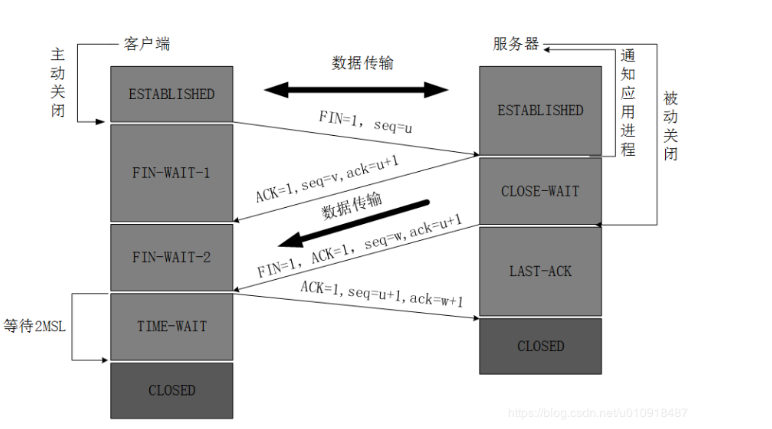 客户端
服务器
主动关闭
数据传输
通知应用进程
被动关闭
ESTABLISHED
ESTABLISHED
FIN=1, seq=u
FIN-WAIT-1
ACK=1,seq=v,ack=u+1
CLOSE-WAIT
数据传输
FIN-WAIT-2
FIN=1, ACK=1, seq=w,ack=u+1
LAST-ACK
ACK=1,seq=u+1,ack=w+1
等待2MSL
TIME-WAIT
CLOSED
CLOSED
https://blog.csdn.net/u010918487